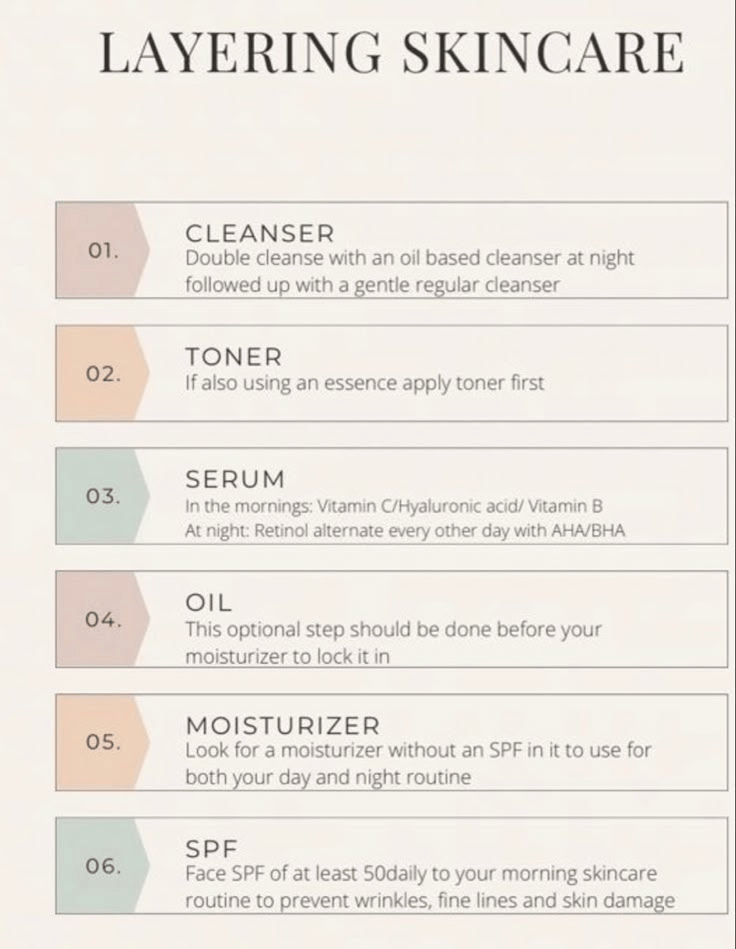 LAYERING SKINCARE
01.
CLEANSER
Double cleanse with an oil based cleanser at night
followed up with a gentle regular cleanser
02.
TONER
If also using an essence apply toner first
03.
SERUM
In the mornings: Vitamin C/Hyaluronic acid/ Vitamin B
At night: Retinol alternate every other day with AHA/BHA
04.
OIL
This optional step should be done before your
moisturizer to lock it in
05.
MOISTURIZER
Look for a moisturizer without an SPF in it to use for
both your day and night routine
06.
SPF
Face SPF of at least 50daily to your morning skincare
routine to prevent wrinkles, fine lines and skin damage